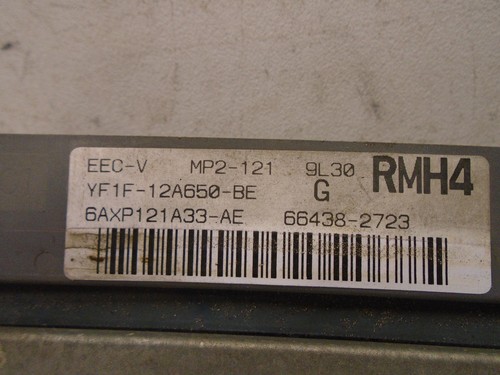 EEC-V MP2-121 9L30 RMH4
YF1F-12A650-BE G
6AXP121A33-AE 66438-2723